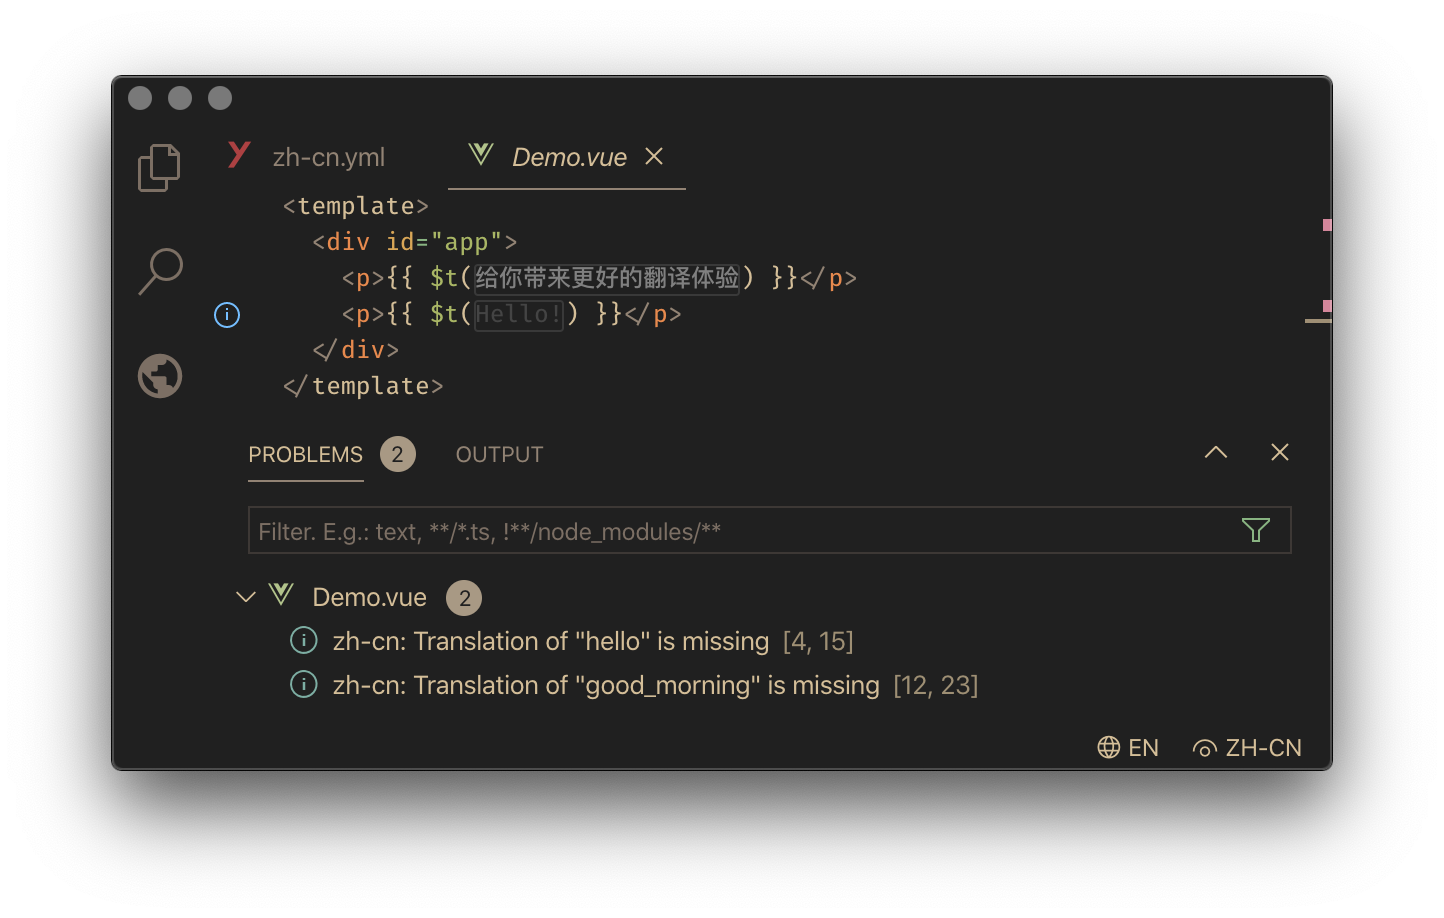 zh-cn.yml
Demo.vue
<template>
<div id="app">
<p>{{ $t(给你带来更好的翻译体验) }}</p>
<p>{{ $t(Hello!) }}</p>
</div>
</template>
PROBLEMS 2 OUTPUT
Filter. E.g.: text, **/*.ts, !**/node_modules/**
Demo.vue 2
zh-cn: Translation of "hello" is missing [4, 15]
zh-cn: Translation of "good_morning" is missing [12, 23]
EN ZH-CN